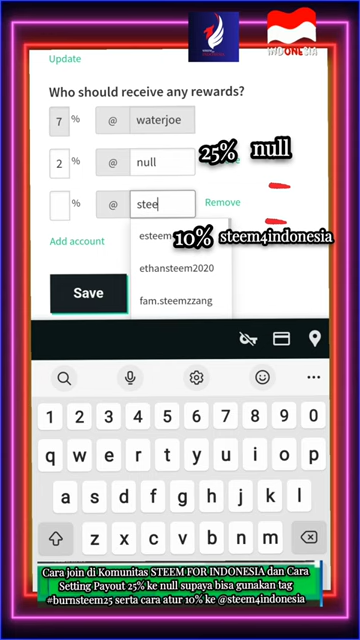 INDONESIA
Update
Who should receive any rewards?
7 % @ waterjoe
2 % @ null
25% null
% @ stee Remove
Add account
10% steem4indonesia
ethansteem2020
fam.steemzzang
Save
1 2 3 4 5 6 7 8 9 0
q w e r t y u i o p
a s d f g h j k l
z x c v b n m
Cara join di Komunitas STEEM FOR INDONESIA dan Cara
Setting Payout 25% ke null supaya bisa gunakan tag
#burnsteem25 serta cara atur 10% ke @steem4indonesia